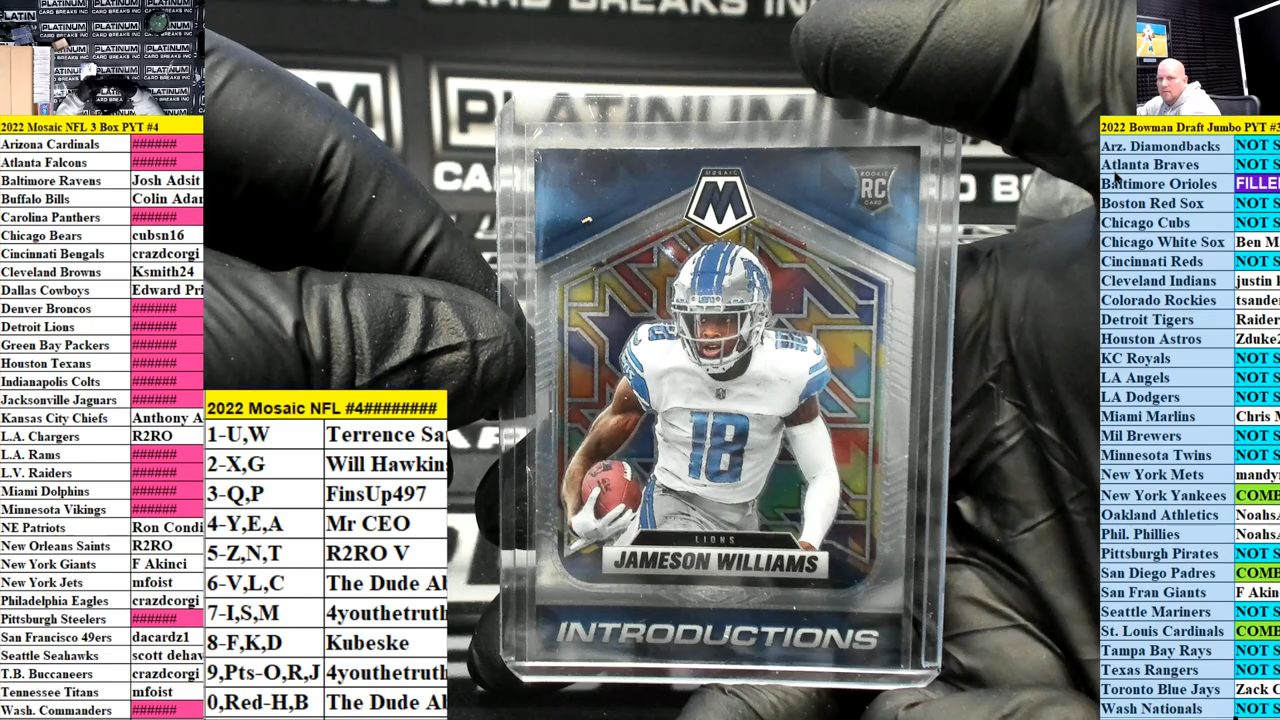 PLATINUM
CARD BREAKS INC
2022 Mosaic NFL 3 Box PYT #4
Arizona Cardinals ######
Atlanta Falcons ######
Baltimore Ravens Josh Adsit
Buffalo Bills Colin Adar
Carolina Panthers ######
Chicago Bears cubsn16
Cincinnati Bengals crazdcorgi
Cleveland Browns Ksmith24
Dallas Cowboys Edward Pri
Denver Broncos ######
Detroit Lions ######
Green Bay Packers ######
Houston Texans ######
Indianapolis Colts ######
Jacksonville Jaguars ######
Kansas City Chiefs Anthony A
L.A. Chargers R2RO
L.A. Rams ######
L.V. Raiders ######
Miami Dolphins ######
Minnesota Vikings ######
NE Patriots Ron Condi
New Orleans Saints R2RO
New York Giants F Akinci
New York Jets mfoist
Philadelphia Eagles crazdcorgi
Pittsburgh Steelers ######
San Francisco 49ers dacardz1
Seattle Seahawks scott dehav
T.B. Buccaneers crazdcorgi
Tennessee Titans mfoist
Wash. Commanders ######
2022 Mosaic NFL #4########
1-U,W Terrence Sa
2-X,G Will Hawkin
3-Q,P FinsUp497
4-Y,E,A Mr CEO
5-Z,N,T R2RO V
6-V,L,C The Dude Al
7-I,S,M 4youthetruth
8-F,K,D Kubeske
9,Pts-O,R,J 4youthetruth
0,Red-H,B The Dude Al
MOSAIC
M
ROOKIE
RC
CARD
LIONS
18
LIONS
JAMESON WILLIAMS
INTRODUCTIONS
2022 Bowman Draft Jumbo PYT #3
Arz. Diamondbacks NOT S
Atlanta Braves NOT S
Baltimore Orioles FILLE
Boston Red Sox NOT S
Chicago Cubs NOT S
Chicago White Sox Ben M
Cincinnati Reds NOT S
Cleveland Indians justin
Colorado Rockies tsande
Detroit Tigers Raider
Houston Astros Zduke2
KC Royals NOT S
LA Angels NOT S
LA Dodgers NOT S
Miami Marlins Chris M
Mil Brewers NOT S
Minnesota Twins NOT S
New York Mets mandy
New York Yankees COMB
Oakland Athletics NoahsA
Phil. Phillies NoahsA
Pittsburgh Pirates NOT S
San Diego Padres COMB
San Fran Giants F Akin
Seattle Mariners NOT S
St. Louis Cardinals COMB
Tampa Bay Rays NOT S
Texas Rangers NOT S
Toronto Blue Jays Zack C
Wash Nationals NOT S